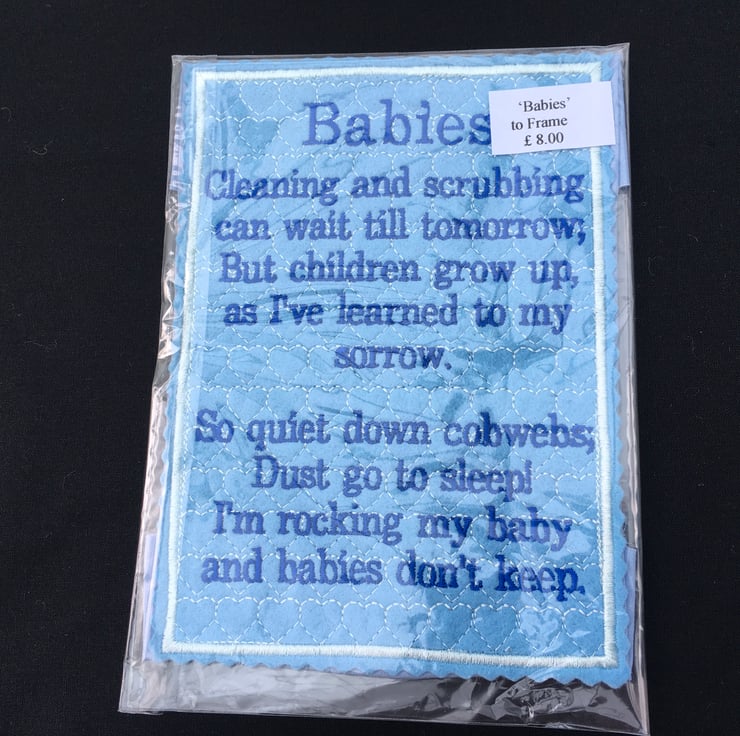 Babies
'Babies'
to Frame
£ 8.00
Cleaning and scrubbing
can wait till tomorrow;
But children grow up,
as I've learned to my
sorrow.
So quiet down cobwebs;
Dust go to sleep!
I'm rocking my baby
and babies don't keep.